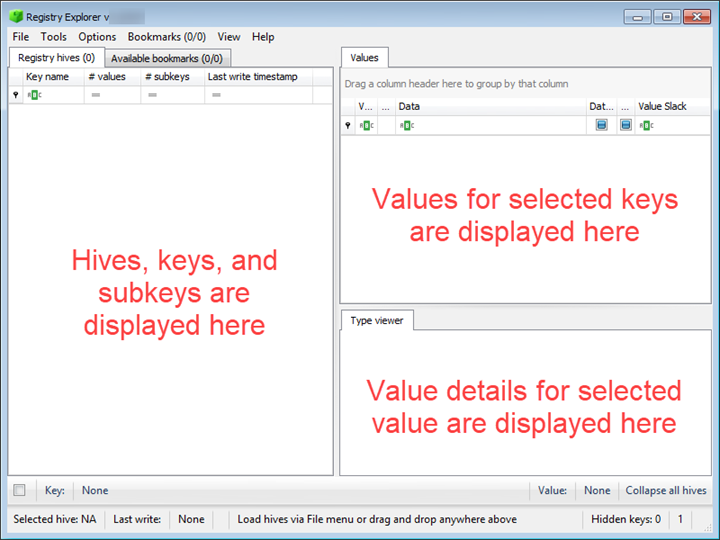 Registry Explorer v
File Tools Options Bookmarks (0/0) View Help
Registry hives (0) Available bookmarks (0/0)
Key name # values # subkeys Last write timestamp
ABC = = =
Hives, keys, and
subkeys are
displayed here
Values
Drag a column header here to group by that column
V... ... Data Dat... ... Value Slack
ABC ABC ABC
Values for selected keys
are displayed here
Type viewer
Value details for selected
value are displayed here
Key: None Value: None Collapse all hives
Selected hive: NA Last write: None Load hives via File menu or drag and drop anywhere above Hidden keys: 0 1